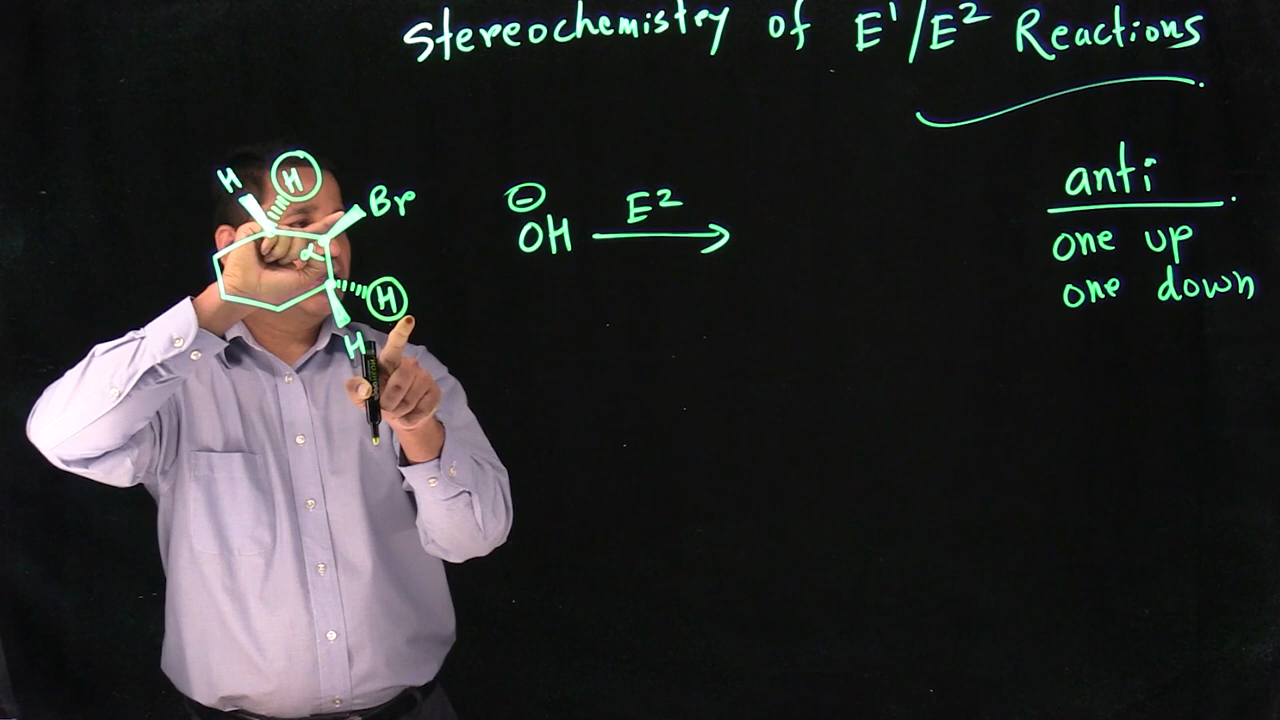 Stereochemistry of E¹/E² Reactions
H H Br
α
H
H
⊖
OH E²
anti
one up
one down